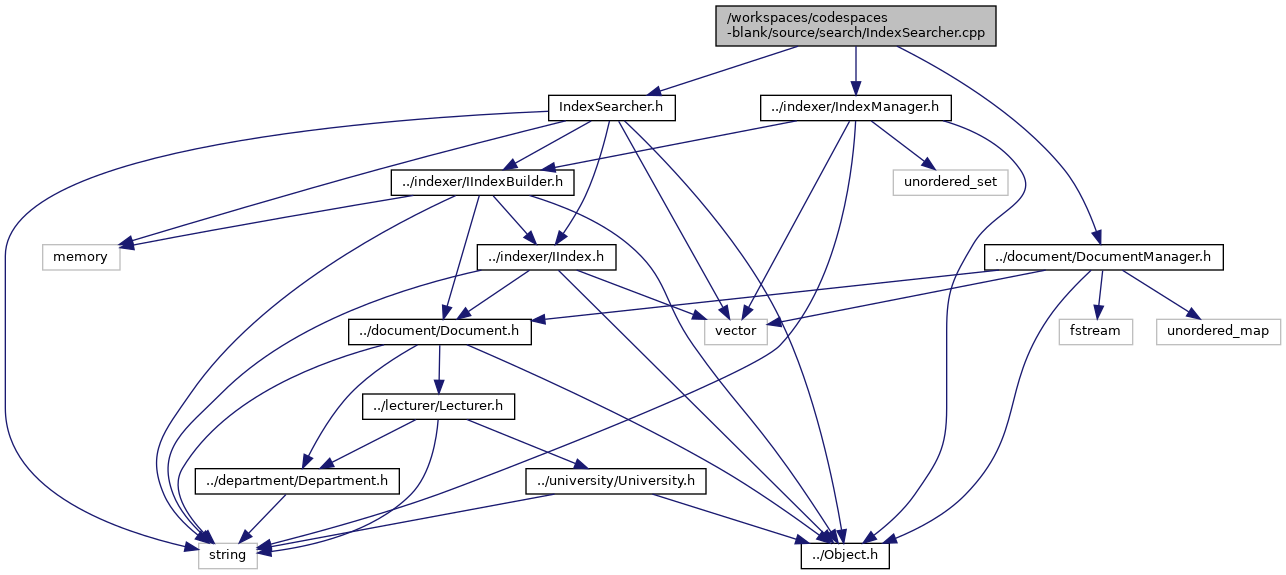 /workspaces/codespaces
-blank/source/search/IndexSearcher.cpp
IndexSearcher.h
../indexer/IndexManager.h
../indexer/IIndexBuilder.h
unordered_set
memory
../indexer/IIndex.h
../document/DocumentManager.h
../document/Document.h
vector
fstream
unordered_map
../lecturer/Lecturer.h
../department/Department.h
../university/University.h
string
../Object.h